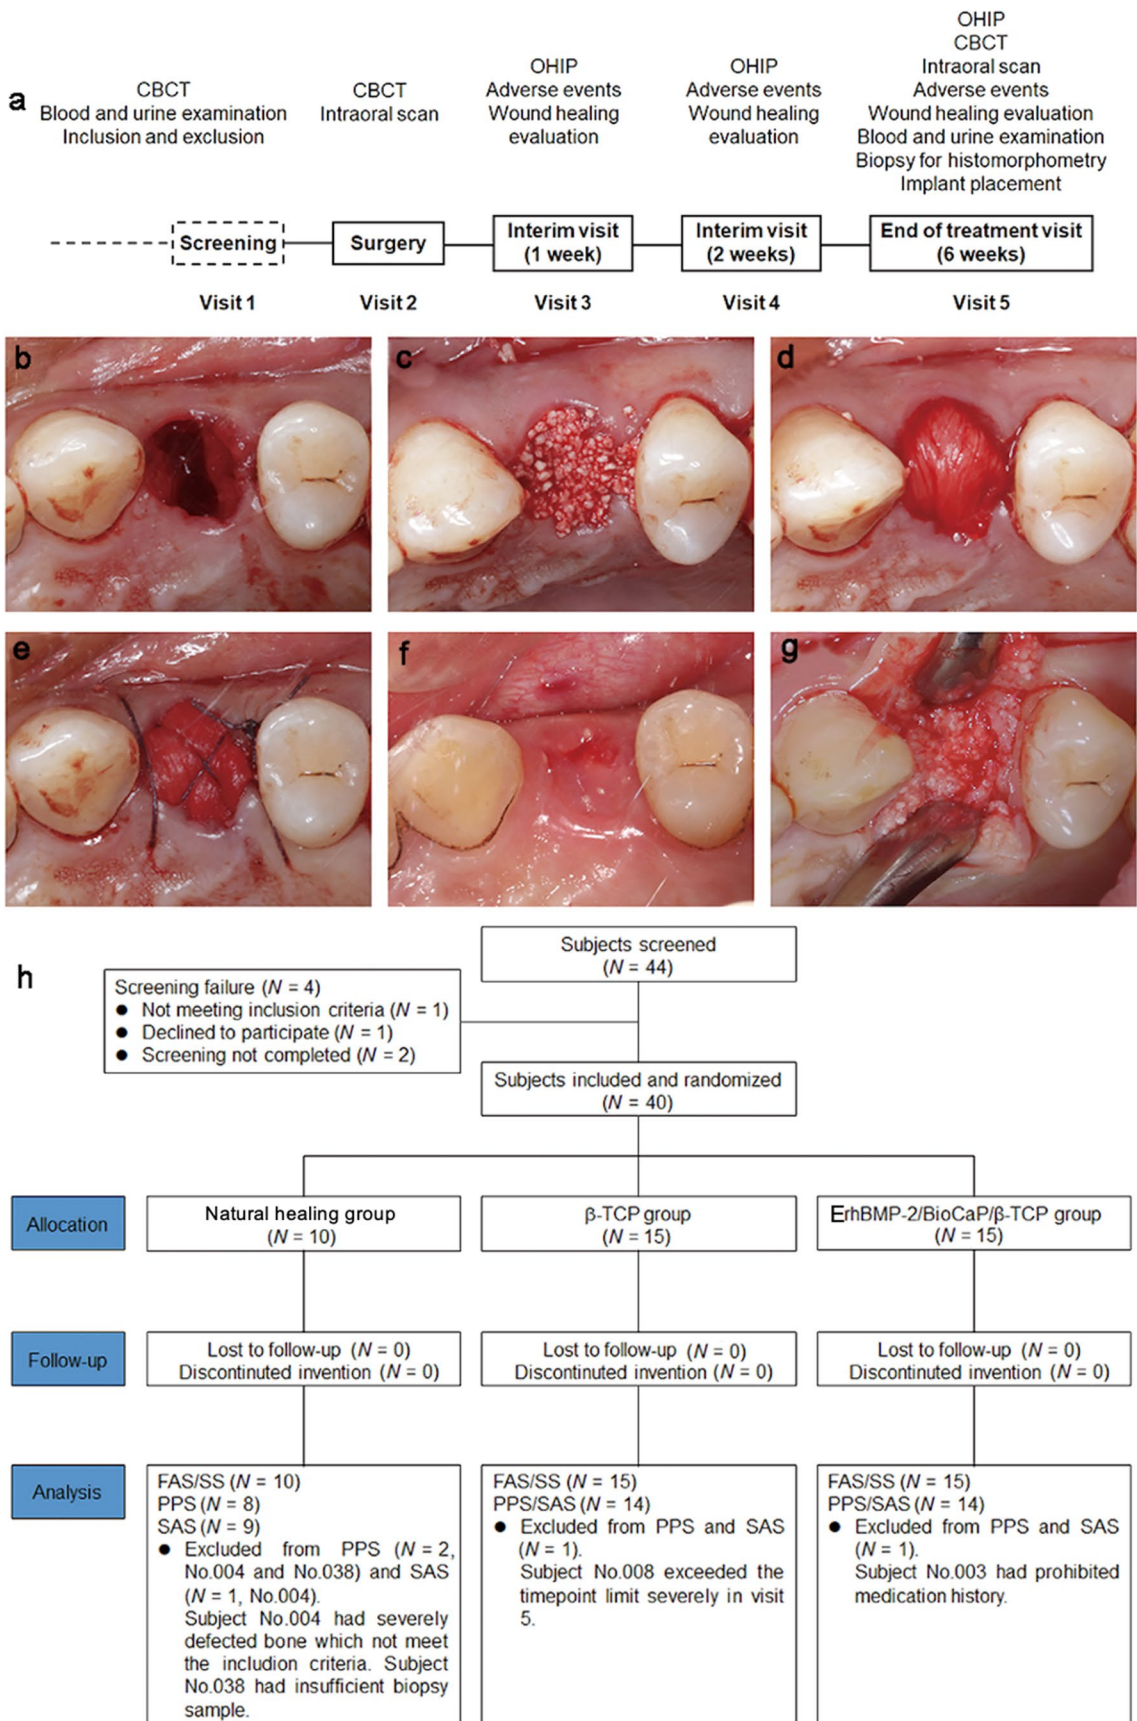 a
CBCT
Blood and urine examination
Inclusion and exclusion
CBCT
Intraoral scan
OHIP
Adverse events
Wound healing
evaluation
OHIP
Adverse events
Wound healing
evaluation
OHIP
CBCT
Intraoral scan
Adverse events
Wound healing evaluation
Blood and urine examination
Biopsy for histomorphometry
Implant placement
Screening
Surgery
Interim visit
(1 week)
Interim visit
(2 weeks)
End of treatment visit
(6 weeks)
Visit 1
Visit 2
Visit 3
Visit 4
Visit 5
b
c
d
e
f
g
h
Subjects screened
(N = 44)
Screening failure (N = 4)
● Not meeting inclusion criteria (N = 1)
● Declined to participate (N = 1)
● Screening not completed (N = 2)
Subjects included and randomized
(N = 40)
Allocation
Natural healing group
(N = 10)
β-TCP group
(N = 15)
ErhBMP-2/BioCaP/β-TCP group
(N = 15)
Follow-up
Lost to follow-up (N = 0)
Discontinuted invention (N = 0)
Lost to follow-up (N = 0)
Discontinuted invention (N = 0)
Lost to follow-up (N = 0)
Discontinuted invention (N = 0)
Analysis
FAS/SS (N = 10)
PPS (N = 8)
SAS (N = 9)
● Excluded from PPS (N = 2,
No.004 and No.038) and SAS
(N = 1, No.004).
Subject No.004 had severely
defected bone which not meet
the includion criteria. Subject
No.038 had insufficient biopsy
sample.
FAS/SS (N = 15)
PPS/SAS (N = 14)
● Excluded from PPS and SAS
(N = 1).
Subject No.008 exceeded the
timepoint limit severely in visit
5.
FAS/SS (N = 15)
PPS/SAS (N = 14)
● Excluded from PPS and SAS
(N = 1).
Subject No.003 had prohibited
medication history.